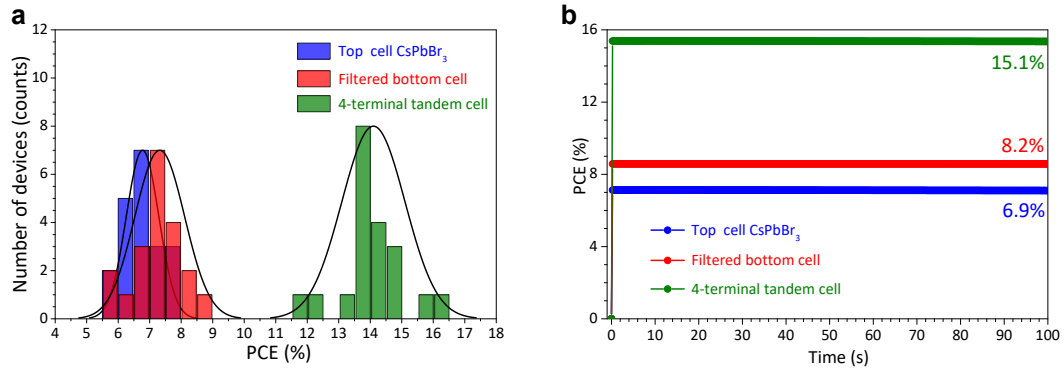 a
12
10
8
6
4
2
0
Number of devices (counts)
Top cell CsPbBr₃
Filtered bottom cell
4-terminal tandem cell
4 5 6 7 8 9 10 11 12 13 14 15 16 17 18
PCE (%)
b
16
12
8
4
0
PCE (%)
15.1%
8.2%
6.9%
Top cell CsPbBr₃
Filtered bottom cell
4-terminal tandem cell
0 10 20 30 40 50 60 70 80 90 100
Time (s)